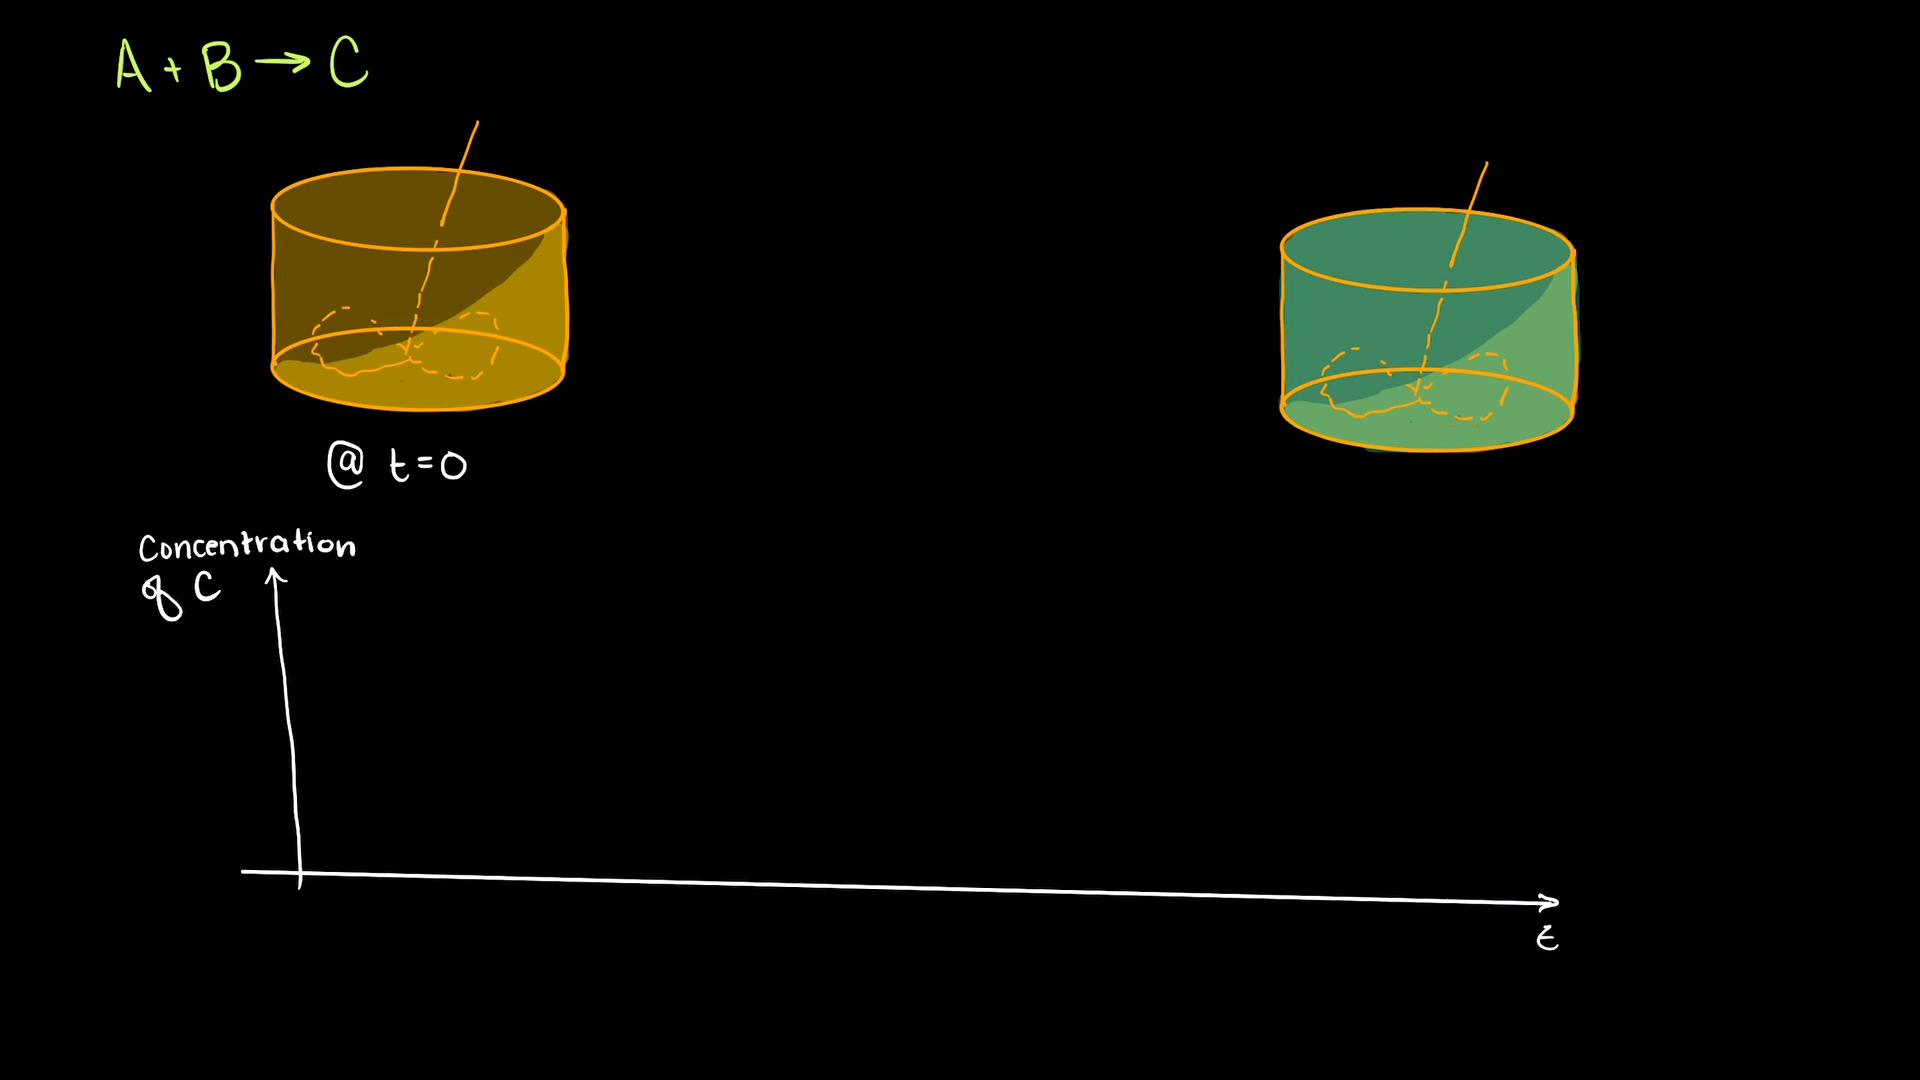 A + B → C
@ t = 0
Concentration
of C
t